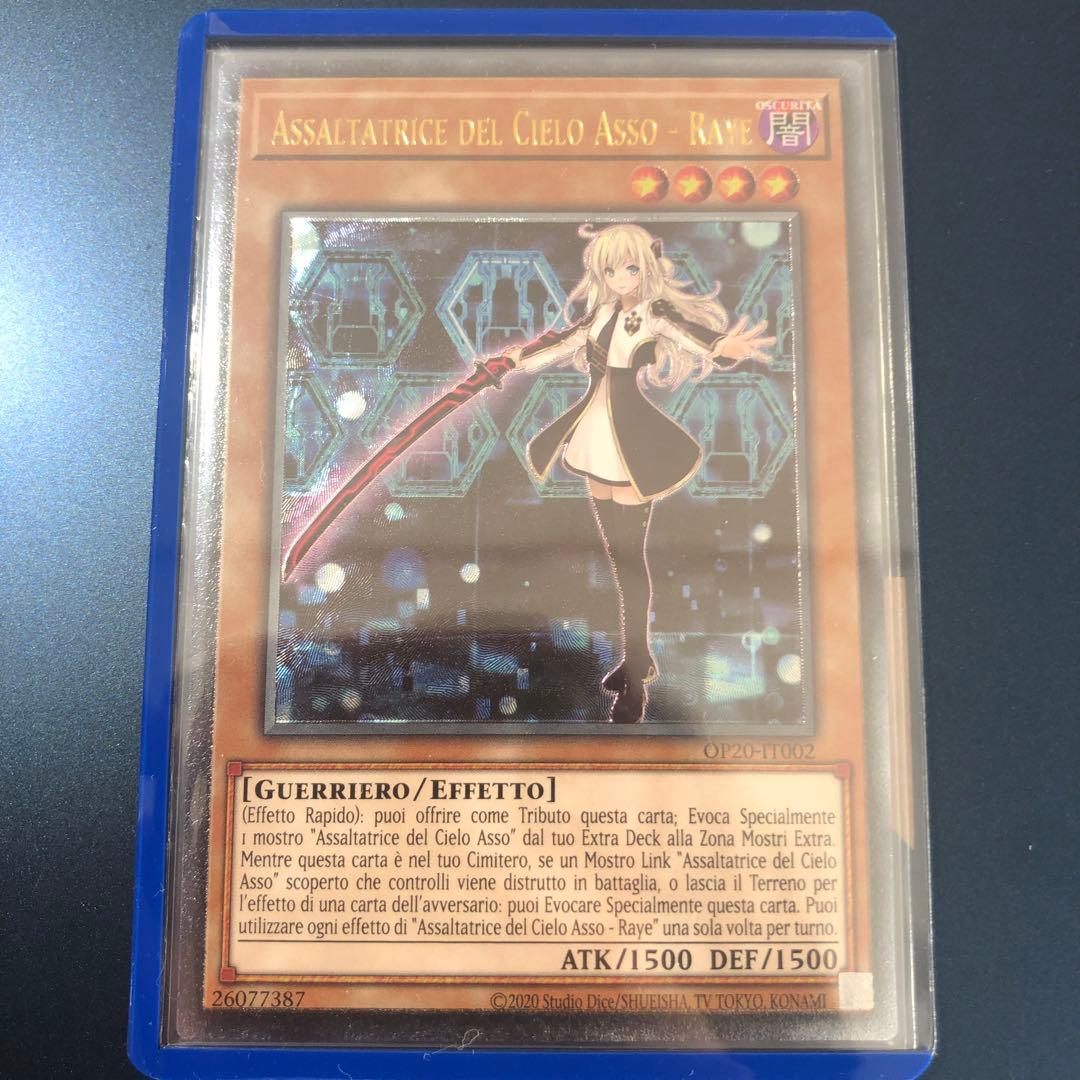 ASSALTATRICE DEL CIELO ASSO - RAYE
OSCURITÀ
闇
OP20-IT002
[GUERRIERO/EFFETTO]
(Effetto Rapido): puoi offrire come Tributo questa carta; Evoca Specialmente
1 mostro "Assaltatrice del Cielo Asso" dal tuo Extra Deck alla Zona Mostri Extra.
Mentre questa carta è nel tuo Cimitero, se un Mostro Link "Assaltatrice del Cielo
Asso" scoperto che controlli viene distrutto in battaglia, o lascia il Terreno per
l'effetto di una carta dell'avversario: puoi Evocare Specialmente questa carta. Puoi
utilizzare ogni effetto di "Assaltatrice del Cielo Asso - Raye" una sola volta per turno.
ATK/1500 DEF/1500
26077387
©2020 Studio Dice/SHUEISHA, TV TOKYO, KONAMI